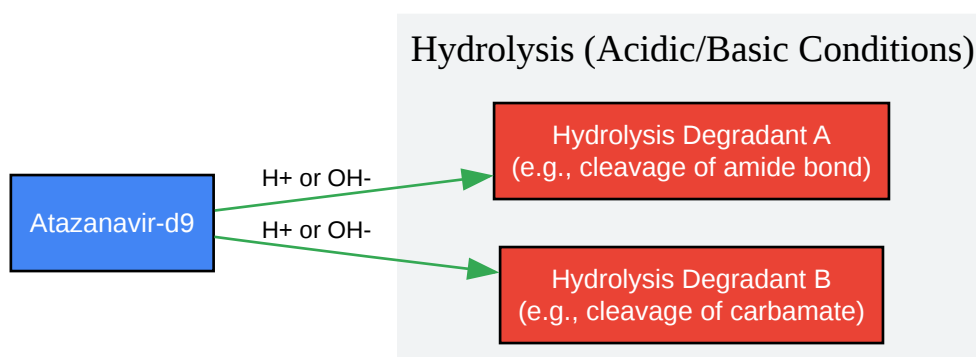 Hydrolysis (Acidic/Basic Conditions)
Hydrolysis Degradant A
(e.g., cleavage of amide bond)
H+ or OH-
Atazanavir-d9
H+ or OH-
Hydrolysis Degradant B
(e.g., cleavage of carbamate)